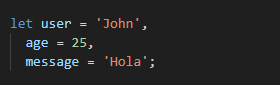 let user = 'John',
  age = 25,
  message = 'Hola';